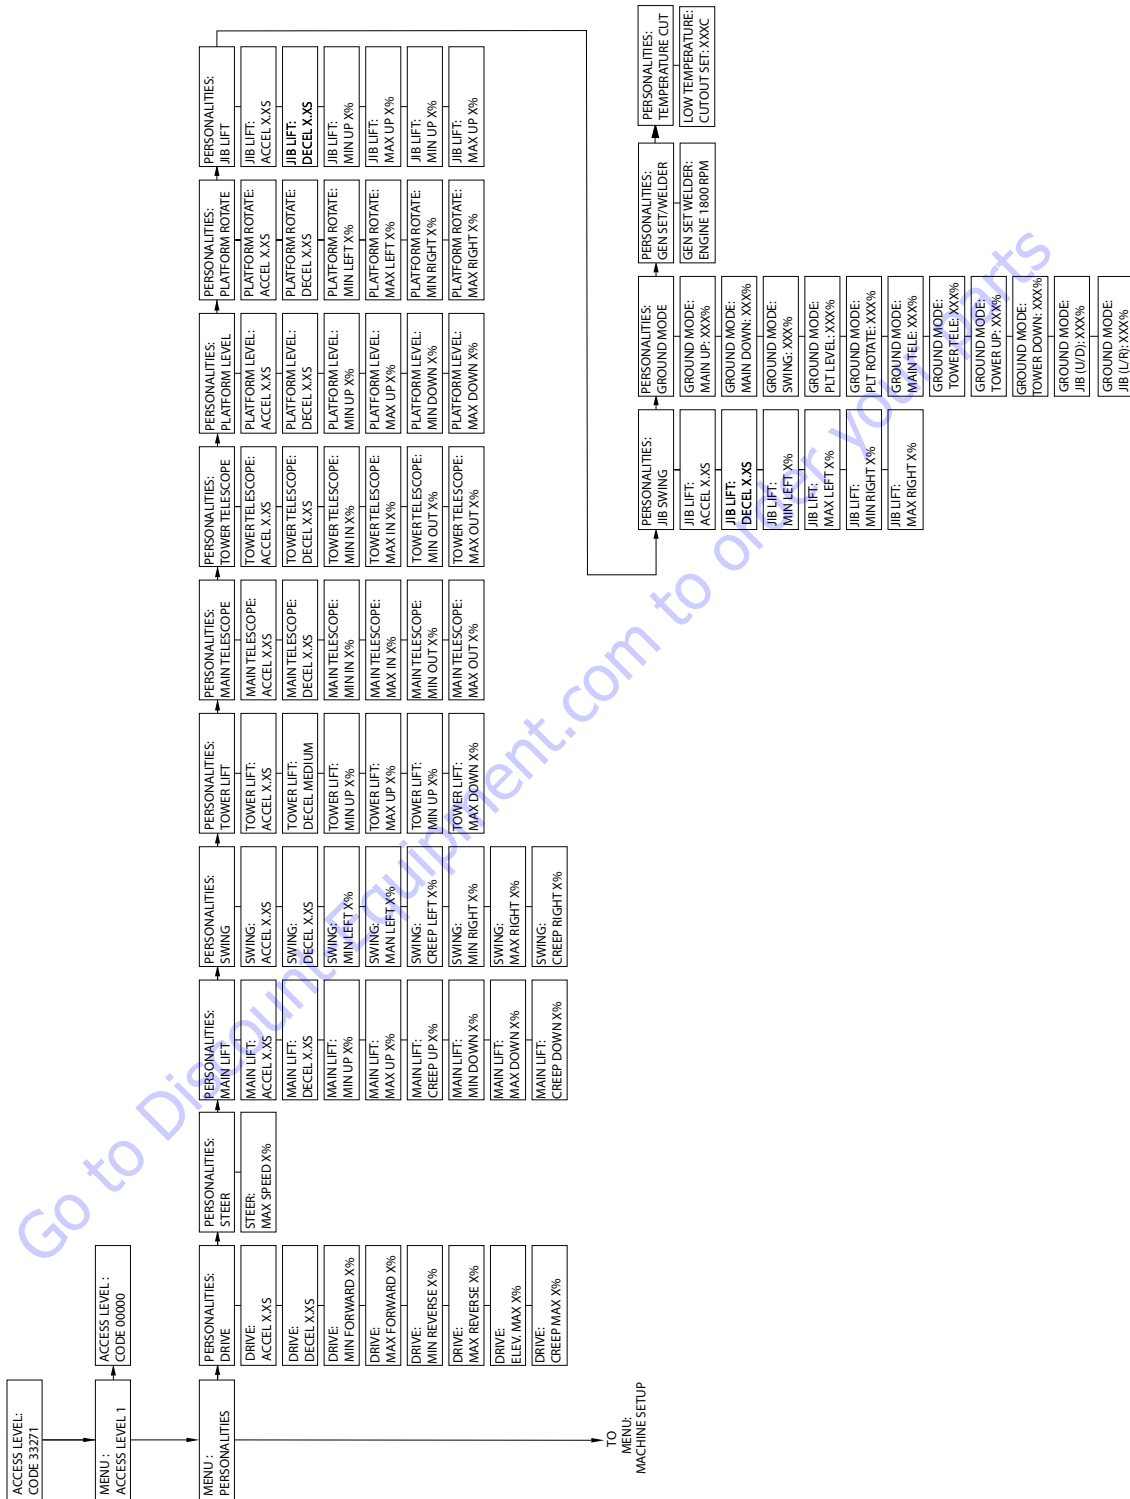 ACCESS LEVEL:
CODE 33271
MENU :
ACCESS LEVEL 1
ACCESS LEVEL :
CODE 00000
MENU :
PERSONALITIES
TO
MENU:
MACHINE SETUP
PERSONALITIES:
DRIVE
DRIVE:
ACCEL X.XS
DRIVE:
DECEL X.XS
DRIVE:
MIN FORWARD X%
DRIVE:
MAX FORWARD X%
DRIVE:
MIN REVERSE X%
DRIVE:
MAX REVERSE X%
DRIVE:
ELEV. MAX X%
DRIVE:
CREEP MAX X%
PERSONALITIES:
STEER
STEER:
MAX SPEED X%
PERSONALITIES:
MAIN LIFT
MAIN LIFT:
ACCEL X.XS
MAIN LIFT:
DECEL X.XS
MAIN LIFT:
MIN UP X%
MAIN LIFT:
MAX UP X%
MAIN LIFT:
CREEP UP X%
MAIN LIFT:
MIN DOWN X%
MAIN LIFT:
MAX DOWN X%
MAIN LIFT:
CREEP DOWN X%
PERSONALITIES:
SWING
SWING:
ACCEL X.XS
SWING:
DECEL X.XS
SWING:
MIN LEFT X%
SWING:
MAN LEFT X%
SWING:
CREEP LEFT X%
SWING:
MIN RIGHT X%
SWING:
MAX RIGHT X%
SWING:
CREEP RIGHT X%
PERSONALITIES:
TOWER LIFT
TOWER LIFT:
ACCEL X.XS
TOWER LIFT:
DECEL MEDIUM
TOWER LIFT:
MIN UP X%
TOWER LIFT:
MAX UP X%
TOWER LIFT:
MIN UP X%
TOWER LIFT:
MAX DOWN X%
PERSONALITIES:
MAIN TELESCOPE
MAIN TELESCOPE:
ACCEL X.XS
MAIN TELESCOPE:
DECEL X.XS
MAIN TELESCOPE:
MIN IN X%
MAIN TELESCOPE:
MAX IN X%
MAIN TELESCOPE:
MIN OUT X%
MAIN TELESCOPE:
MAX OUT X%
PERSONALITIES:
TOWER TELESCOPE
TOWER TELESCOPE:
ACCEL X.XS
TOWER TELESCOPE:
DECEL X.XS
TOWER TELESCOPE:
MIN IN X%
TOWER TELESCOPE:
MAX IN X%
TOWER TELESCOPE:
MIN OUT X%
TOWER TELESCOPE:
MAX OUT X%
PERSONALITIES:
PLATFORM LEVEL
PLATFORM LEVEL:
ACCEL X.XS
PLATFORM LEVEL:
DECEL X.XS
PLATFORM LEVEL:
MIN UP X%
PLATFORM LEVEL:
MAX UP X%
PLATFORM LEVEL:
MIN DOWN X%
PLATFORM LEVEL:
MAX DOWN X%
PERSONALITIES:
PLATFORM ROTATE
PLATFORM ROTATE:
ACCEL X.XS
PLATFORM ROTATE:
DECEL X.XS
PLATFORM ROTATE:
MIN LEFT X%
PLATFORM ROTATE:
MAX LEFT X%
PLATFORM ROTATE:
MIN RIGHT X%
PLATFORM ROTATE:
MAX RIGHT X%
PERSONALITIES:
JIB LIFT
JIB LIFT:
ACCEL X.XS
JIB LIFT:
DECEL X.XS
JIB LIFT:
MIN UP X%
JIB LIFT:
MAX UP X%
JIB LIFT:
MIN UP X%
JIB LIFT:
MAX UP X%
PERSONALITIES:
JIB SWING
JIB LIFT:
ACCEL X.XS
JIB LIFT:
DECEL X.XS
JIB LIFT:
MIN LEFT X%
JIB LIFT:
MAX LEFT X%
JIB LIFT:
MIN RIGHT X%
JIB LIFT:
MAX RIGHT X%
PERSONALITIES:
GROUND MODE
GROUND MODE:
MAIN UP: XXX%
GROUND MODE:
MAIN DOWN: XXX%
GROUND MODE:
SWING: XXX%
GROUND MODE:
PLT LEVEL: XXX%
GROUND MODE:
PLT ROTATE: XXX%
GROUND MODE:
MAIN TELE: XXX%
GROUND MODE:
TOWER TELE: XXX%
GROUND MODE:
TOWER UP: XXX%
GROUND MODE:
TOWER DOWN: XXX%
GROUND MODE:
JIB (U/D): XXX%
GROUND MODE:
JIB (L/R): XXX%
PERSONALITIES:
GEN SET/WELDER
GEN SET WELDER:
ENGINE 1800 RPM
PERSONALITIES:
TEMPERATURE CUT
LOW TEMPERATURE:
CUTOUT SET: XXXC
Go to Discount-Equipment.com to order your parts